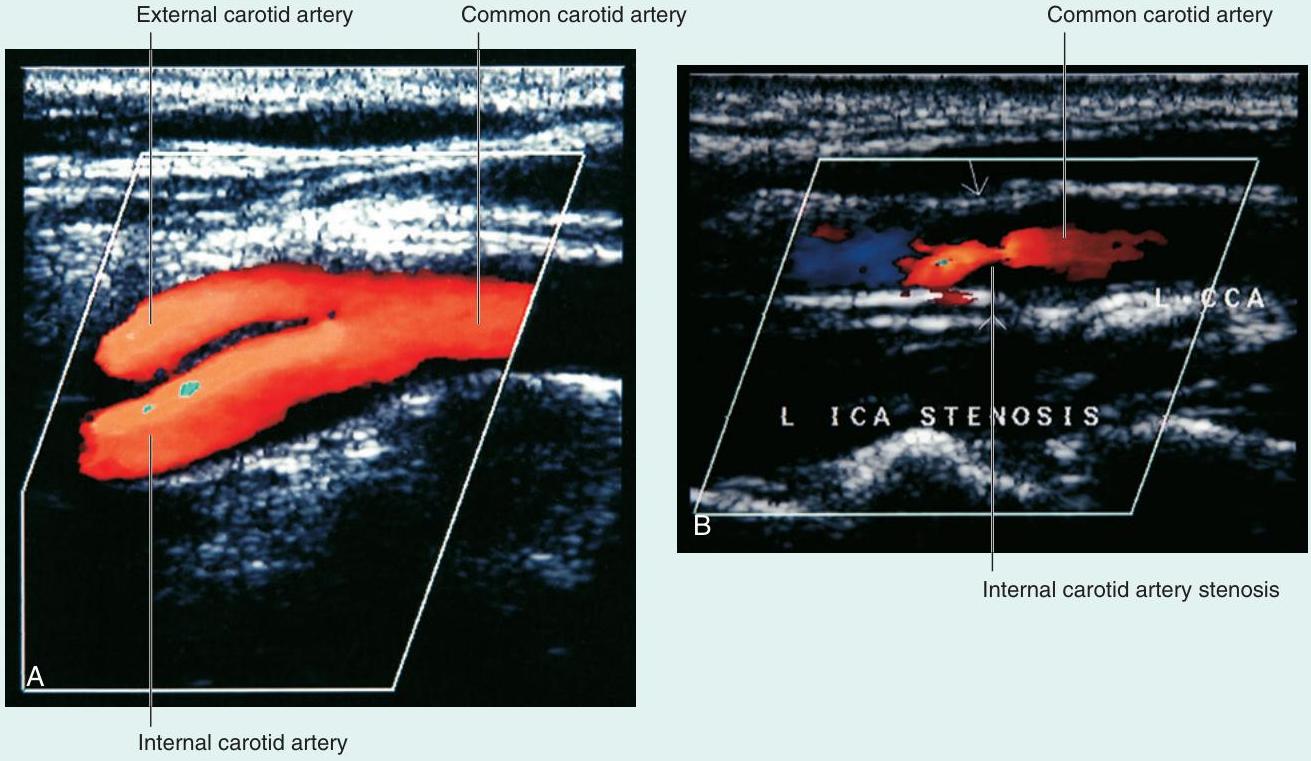 External carotid artery
Common carotid artery
Common carotid artery
L CCA
L ICA STENOSIS
A
B
Internal carotid artery stenosis
Internal carotid artery